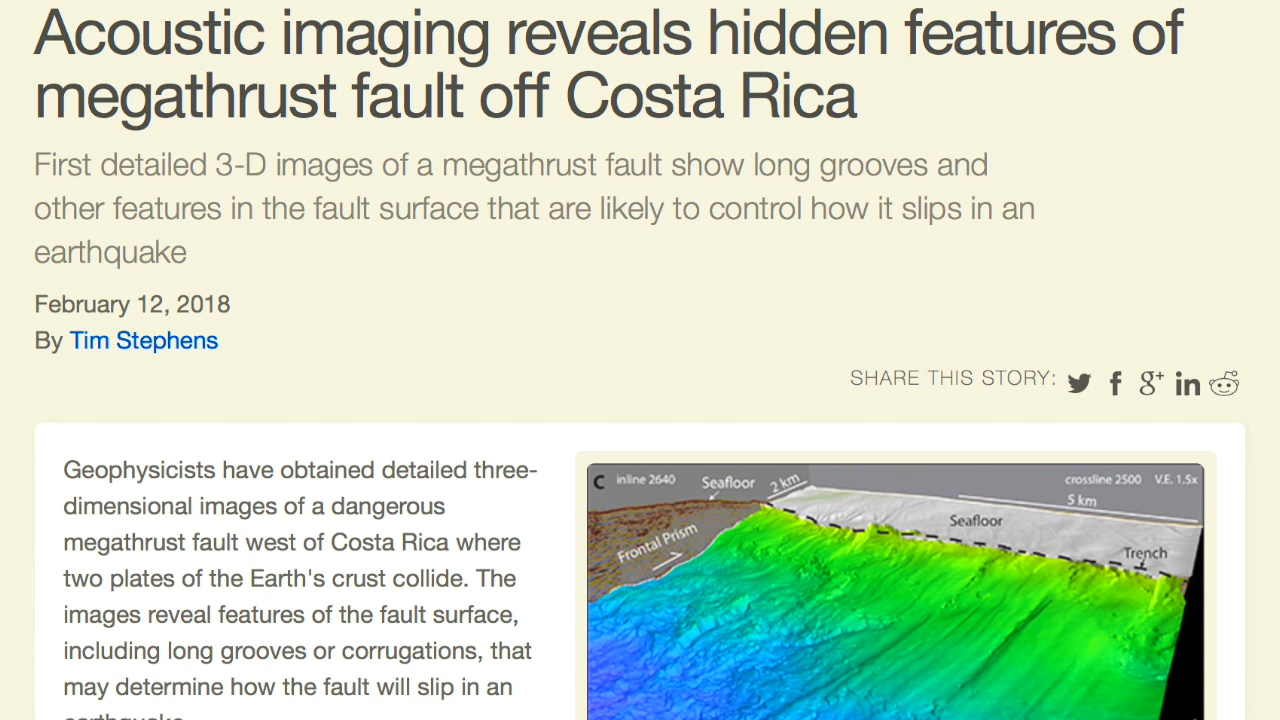 Acoustic imaging reveals hidden features of
megathrust fault off Costa Rica
First detailed 3-D images of a megathrust fault show long grooves and
other features in the fault surface that are likely to control how it slips in an
earthquake
February 12, 2018
By Tim Stephens
SHARE THIS STORY:
Geophysicists have obtained detailed three-
dimensional images of a dangerous
megathrust fault west of Costa Rica where
two plates of the Earth's crust collide. The
images reveal features of the fault surface,
including long grooves or corrugations, that
may determine how the fault will slip in an
earthquake
C inline 2640
Seafloor
2 km
crossline 2500 V.E. 1.5x
5 km
Frontal Prism
Seafloor
Trench